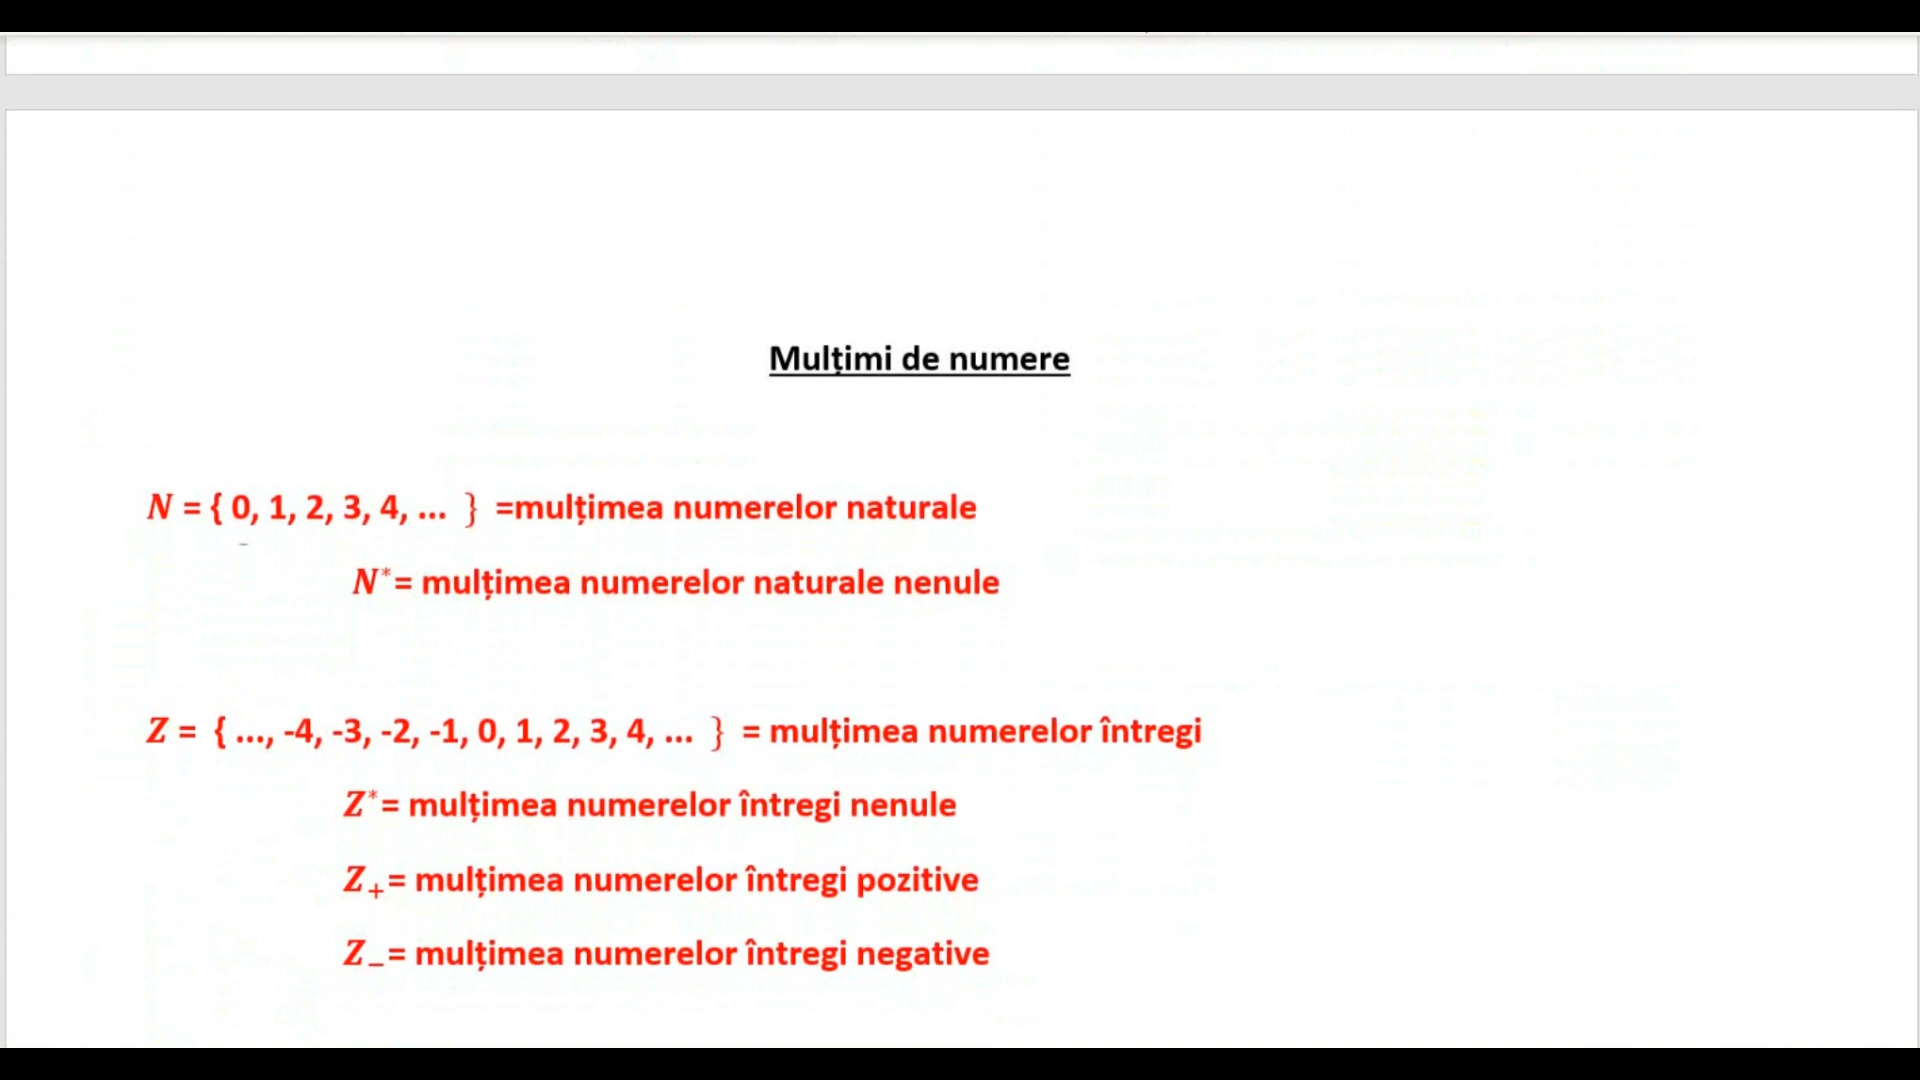 Mulțimi de numere
N = { 0, 1, 2, 3, 4, ... } =mulțimea numerelor naturale
N*= mulțimea numerelor naturale nenule
Z = { ..., -4, -3, -2, -1, 0, 1, 2, 3, 4, ... } = mulțimea numerelor întregi
Z*= mulțimea numerelor întregi nenule
Z₊= mulțimea numerelor întregi pozitive
Z₋= mulțimea numerelor întregi negative